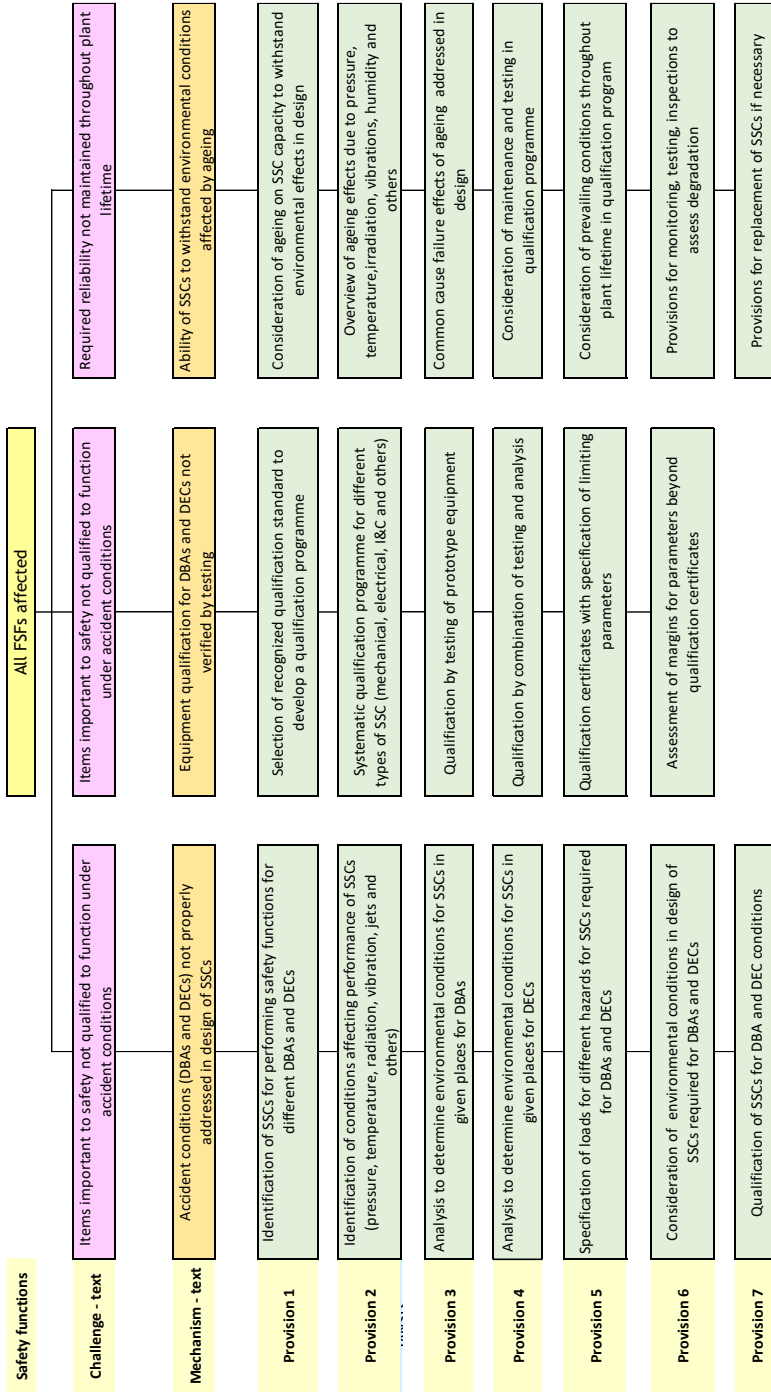 Safety functions
All FSFs affected
Challenge - text
Items important to safety not qualified to function under
accident conditions
Items important to safety not qualified to function
under accident conditions
Required reliability not maintained throughout plant
lifetime
Mechanism - text
Accident conditions (DBAs and DECs) not properly
addressed in design of SSCs
Equipment qualification for DBAs and DECs not
verified by testing
Ability of SSCs to withstand environmental conditions
affected by ageing
Provision 1
Identification of SSCs for performing safety functions for
different DBAs and DECs
Selection of recognized qualification standard to
develop a qualification programme
Consideration of ageing on SSC capacity to withstand
environmental effects in design
Provision 2
Identification of conditions affecting performance of SSCs
(pressure, temperature, radiation, vibration, jets and
others)
Systematic qualification programme for different
types of SSC (mechanical, electrical, I&C and others)
Overview of ageing effects due to pressure,
temperature,irradiation, vibrations, humidity and
others
Provision 3
Analysis to determine environmental conditions for SSCs in
given places for DBAs
Qualification by testing of prototype equipment
Common cause failure effects of ageing addressed in
design
Provision 4
Analysis to determine environmental conditions for SSCs in
given places for DECs
Qualification by combination of testing and analysis
Consideration of maintenance and testing in
qualification programme
Provision 5
Specification of loads for different hazards for SSCs required
for DBAs and DECs
Qualification certificates with specification of limiting
parameters
Consideration of prevailing conditions throughout
plant lifetime in qualification program
Provision 6
Consideration of environmental conditions in design of
SSCs required for DBAs and DECs
Assessment of margins for parameters beyond
qualification certificates
Provisions for monitoring, testing, inspections to
assess degradation
Provision 7
Qualification of SSCs for DBA and DEC conditions
Provisions for replacement of SSCs if necessary